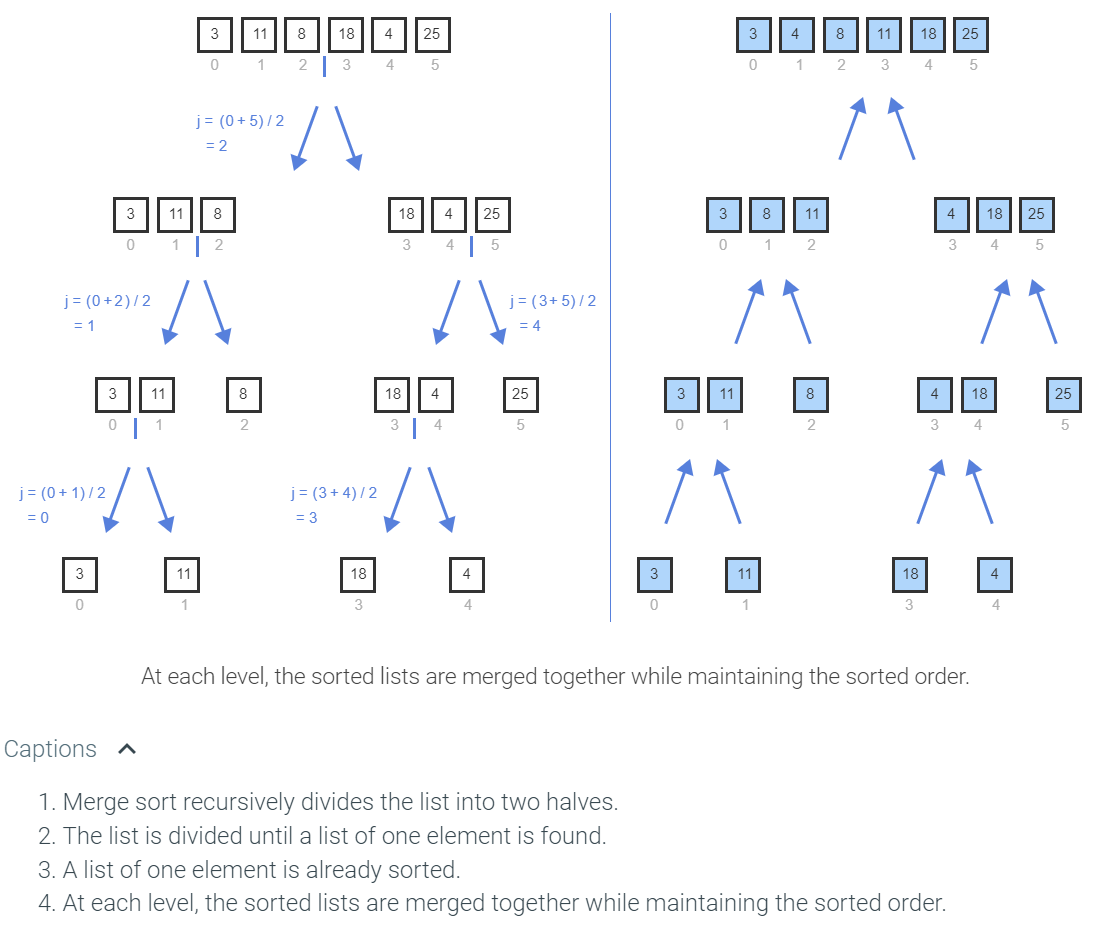 3 11 8 18 4 25
0 1 2 3 4 5
j = (0 + 5) / 2
= 2
3 11 8
0 1 2
18 4 25
3 4 5
j = (0 + 2) / 2
= 1
j = (3 + 5) / 2
= 4
3 11
0 1
8
2
18 4
3 4
25
5
j = (0 + 1) / 2
= 0
j = (3 + 4) / 2
= 3
3
0
11
1
18
3
4
4
3 4 8 11 18 25
0 1 2 3 4 5
3 8 11
0 1 2
4 18 25
3 4 5
3 11
0 1
8
2
4 18
3 4
25
5
3
0
11
1
18
3
4
4
At each level, the sorted lists are merged together while maintaining the sorted order.
Captions
1. Merge sort recursively divides the list into two halves.
2. The list is divided until a list of one element is found.
3. A list of one element is already sorted.
4. At each level, the sorted lists are merged together while maintaining the sorted order.